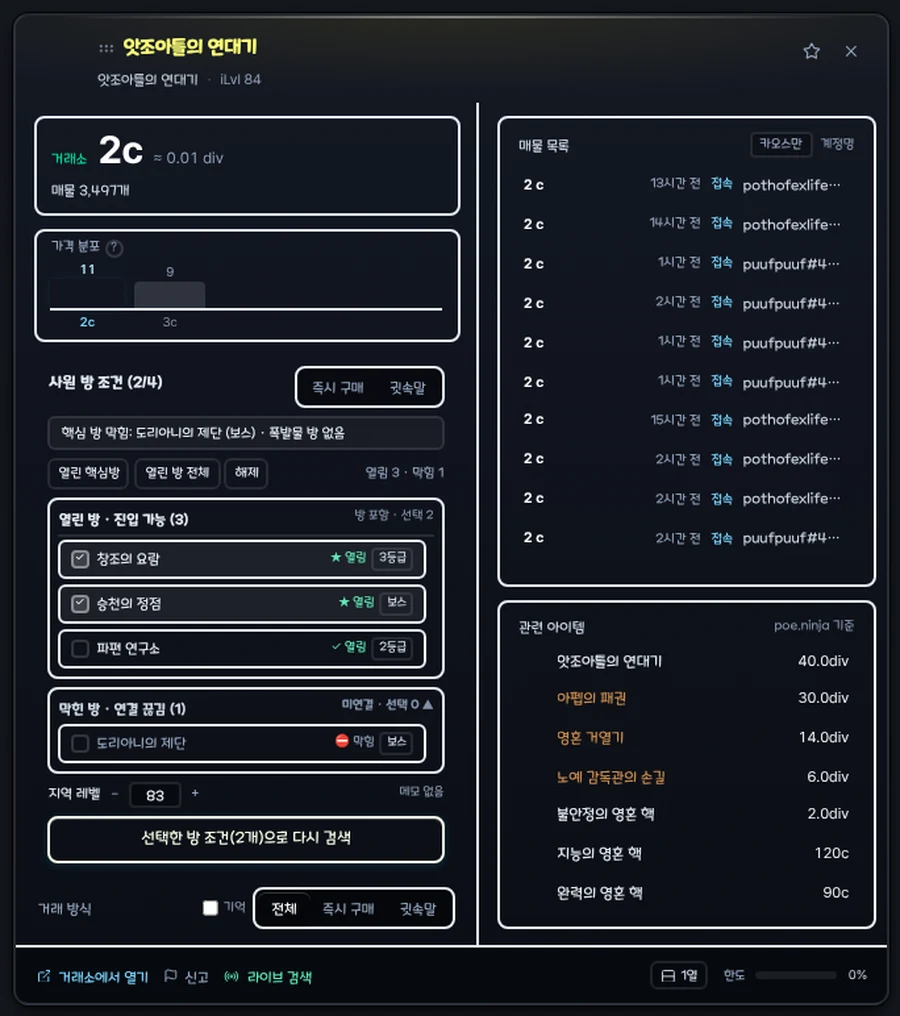 앗조아틀의 연대기
앗조아틀의 연대기 · iLvl 84
거래소 2c ≈ 0.01 div
매물 3,497개
가격 분포 ?
11 9
2c 3c
사원 방 조건 (2/4) 즉시 구매 귓속말
핵심 방 막힘: 도리아니의 제단 (보스) · 폭발물 방 없음
열린 핵심방 열린 방 전체 해제 열림 3 · 막힘 1
열린 방 · 진입 가능 (3) 방 포함 · 선택 2
창조의 요람 ★ 열림 3등급
승천의 정점 ★ 열림 보스
파편 연구소 ✓ 열림 2등급
막힌 방 · 연결 끊김 (1) 미연결 · 선택 0 ▲
도리아니의 제단 ⛔ 막힘 보스
지역 레벨 − 83 + 메모 없음
선택한 방 조건(2개)으로 다시 검색
거래 방식 기억 전체 즉시 구매 귓속말
매물 목록 카오스만 계정명
2 c 13시간 전 접속 pothofexlife···
2 c 14시간 전 접속 pothofexlife···
2 c 1시간 전 접속 puufpuuf#4···
2 c 2시간 전 접속 puufpuuf#4···
2 c 1시간 전 접속 puufpuuf#4···
2 c 1시간 전 접속 puufpuuf#4···
2 c 15시간 전 접속 pothofexlife···
2 c 2시간 전 접속 pothofexlife···
2 c 2시간 전 접속 pothofexlife···
2 c 2시간 전 접속 puufpuuf#4···
관련 아이템 poe.ninja 기준
앗조아틀의 연대기 40.0div
아펩의 패권 30.0div
영혼 거열기 14.0div
노예 감독관의 손길 6.0div
불안정의 영혼 핵 2.0div
지능의 영혼 핵 120c
완력의 영혼 핵 90c
거래소에서 열기 신고 라이브 검색 1일 한도 0%